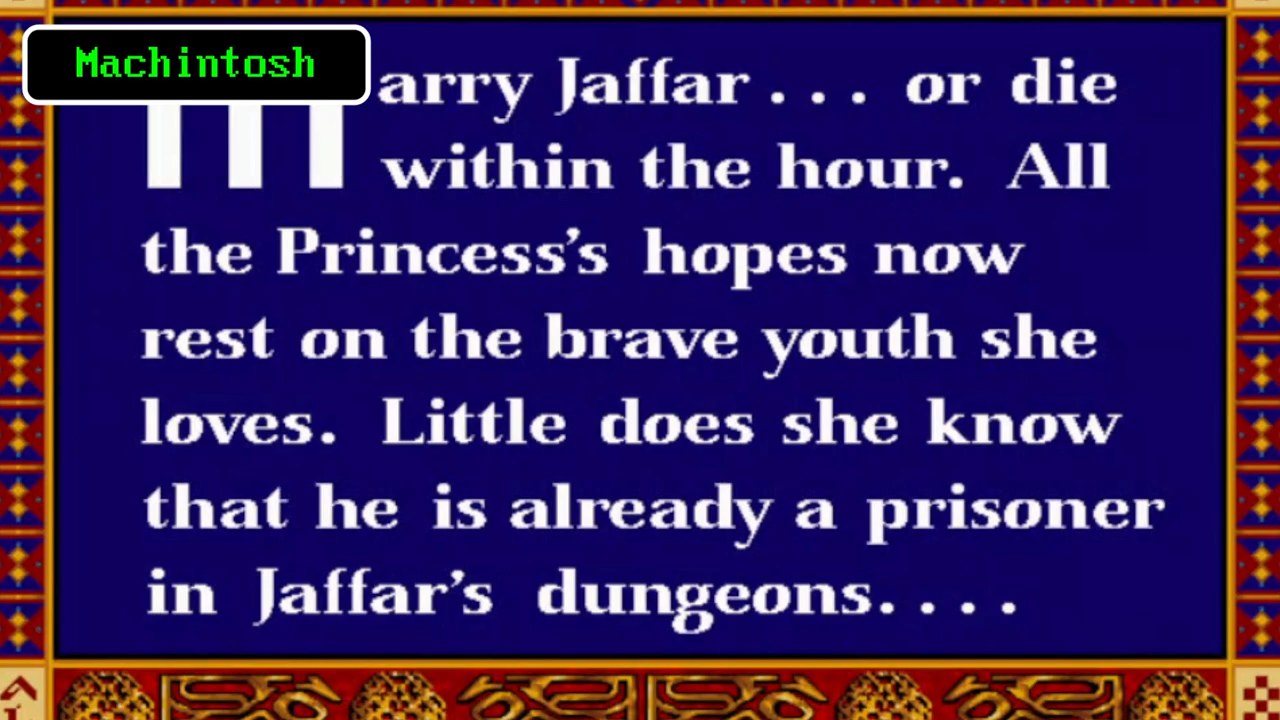 Machintosh
marry Jaffar . . . or die
within the hour. All
the Princess’s hopes now
rest on the brave youth she
loves. Little does she know
that he is already a prisoner
in Jaffar’s dungeons. . . .